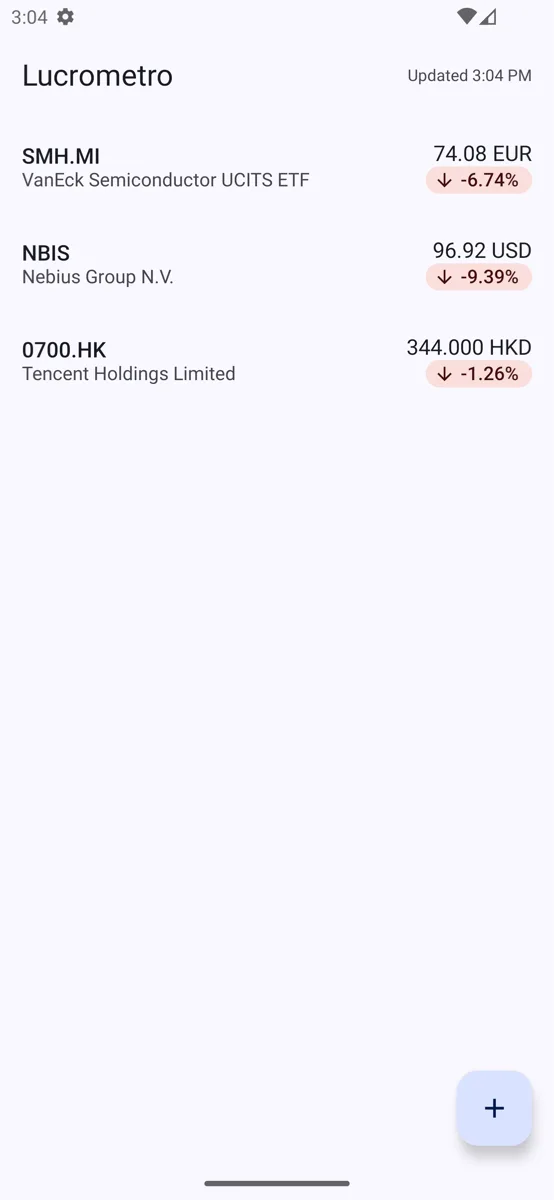 3:04
Lucrometro
Updated 3:04 PM
SMH.MI
74.08 EUR
VanEck Semiconductor UCITS ETF
↓ -6.74%
NBIS
96.92 USD
Nebius Group N.V.
↓ -9.39%
0700.HK
344.000 HKD
Tencent Holdings Limited
↓ -1.26%
+